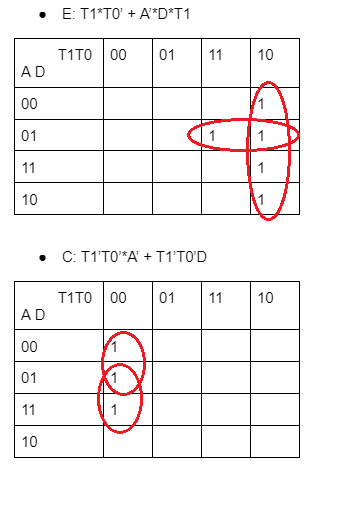 ● E: T1*T0’ + A’*D*T1
T1T0 00 01 11 10
A D
00 1
01 1 1
11 1
10 1
● C: T1’T0’*A’ + T1’T0’D
T1T0 00 01 11 10
A D
00 1
01 1
11 1
10